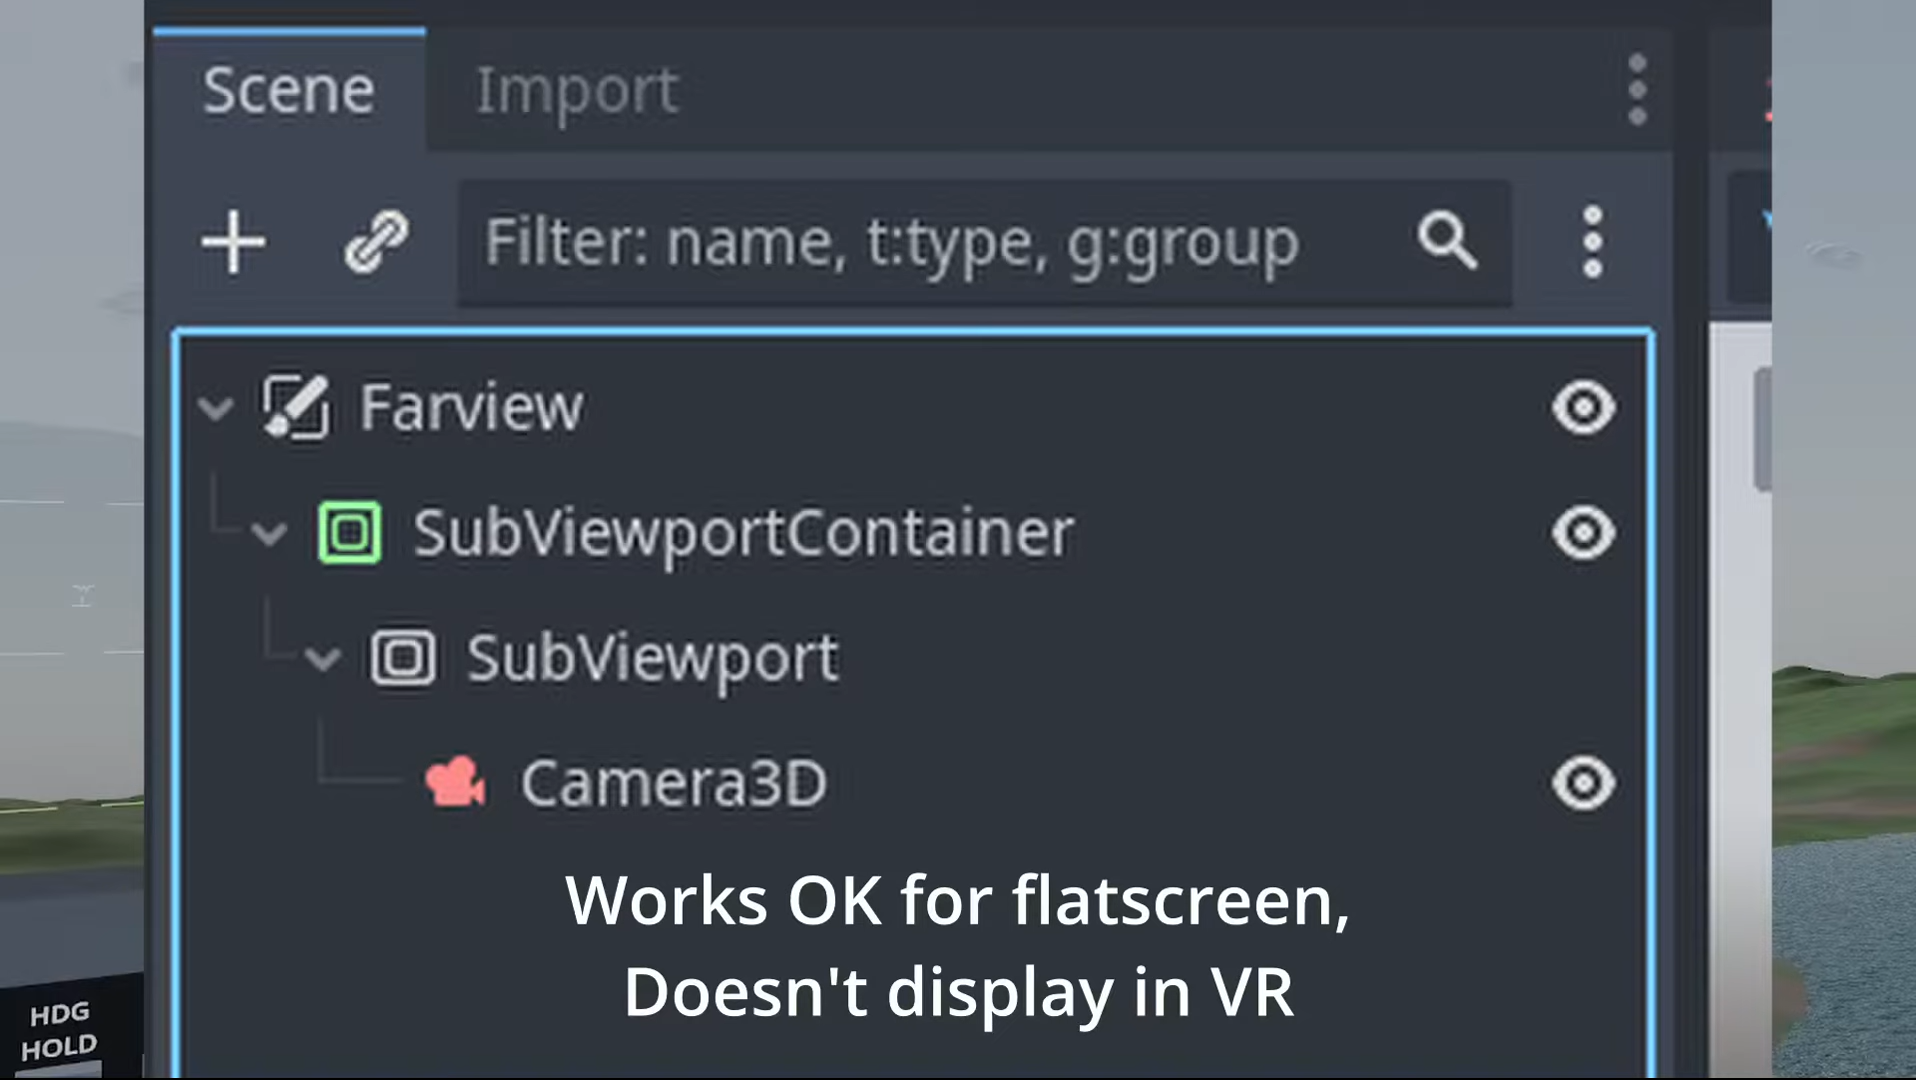 Scene
Import
Filter: name, t:type, g:group
Farview
SubViewportContainer
SubViewport
Camera3D
Works OK for flatscreen,
Doesn't display in VR
HDG
HOLD